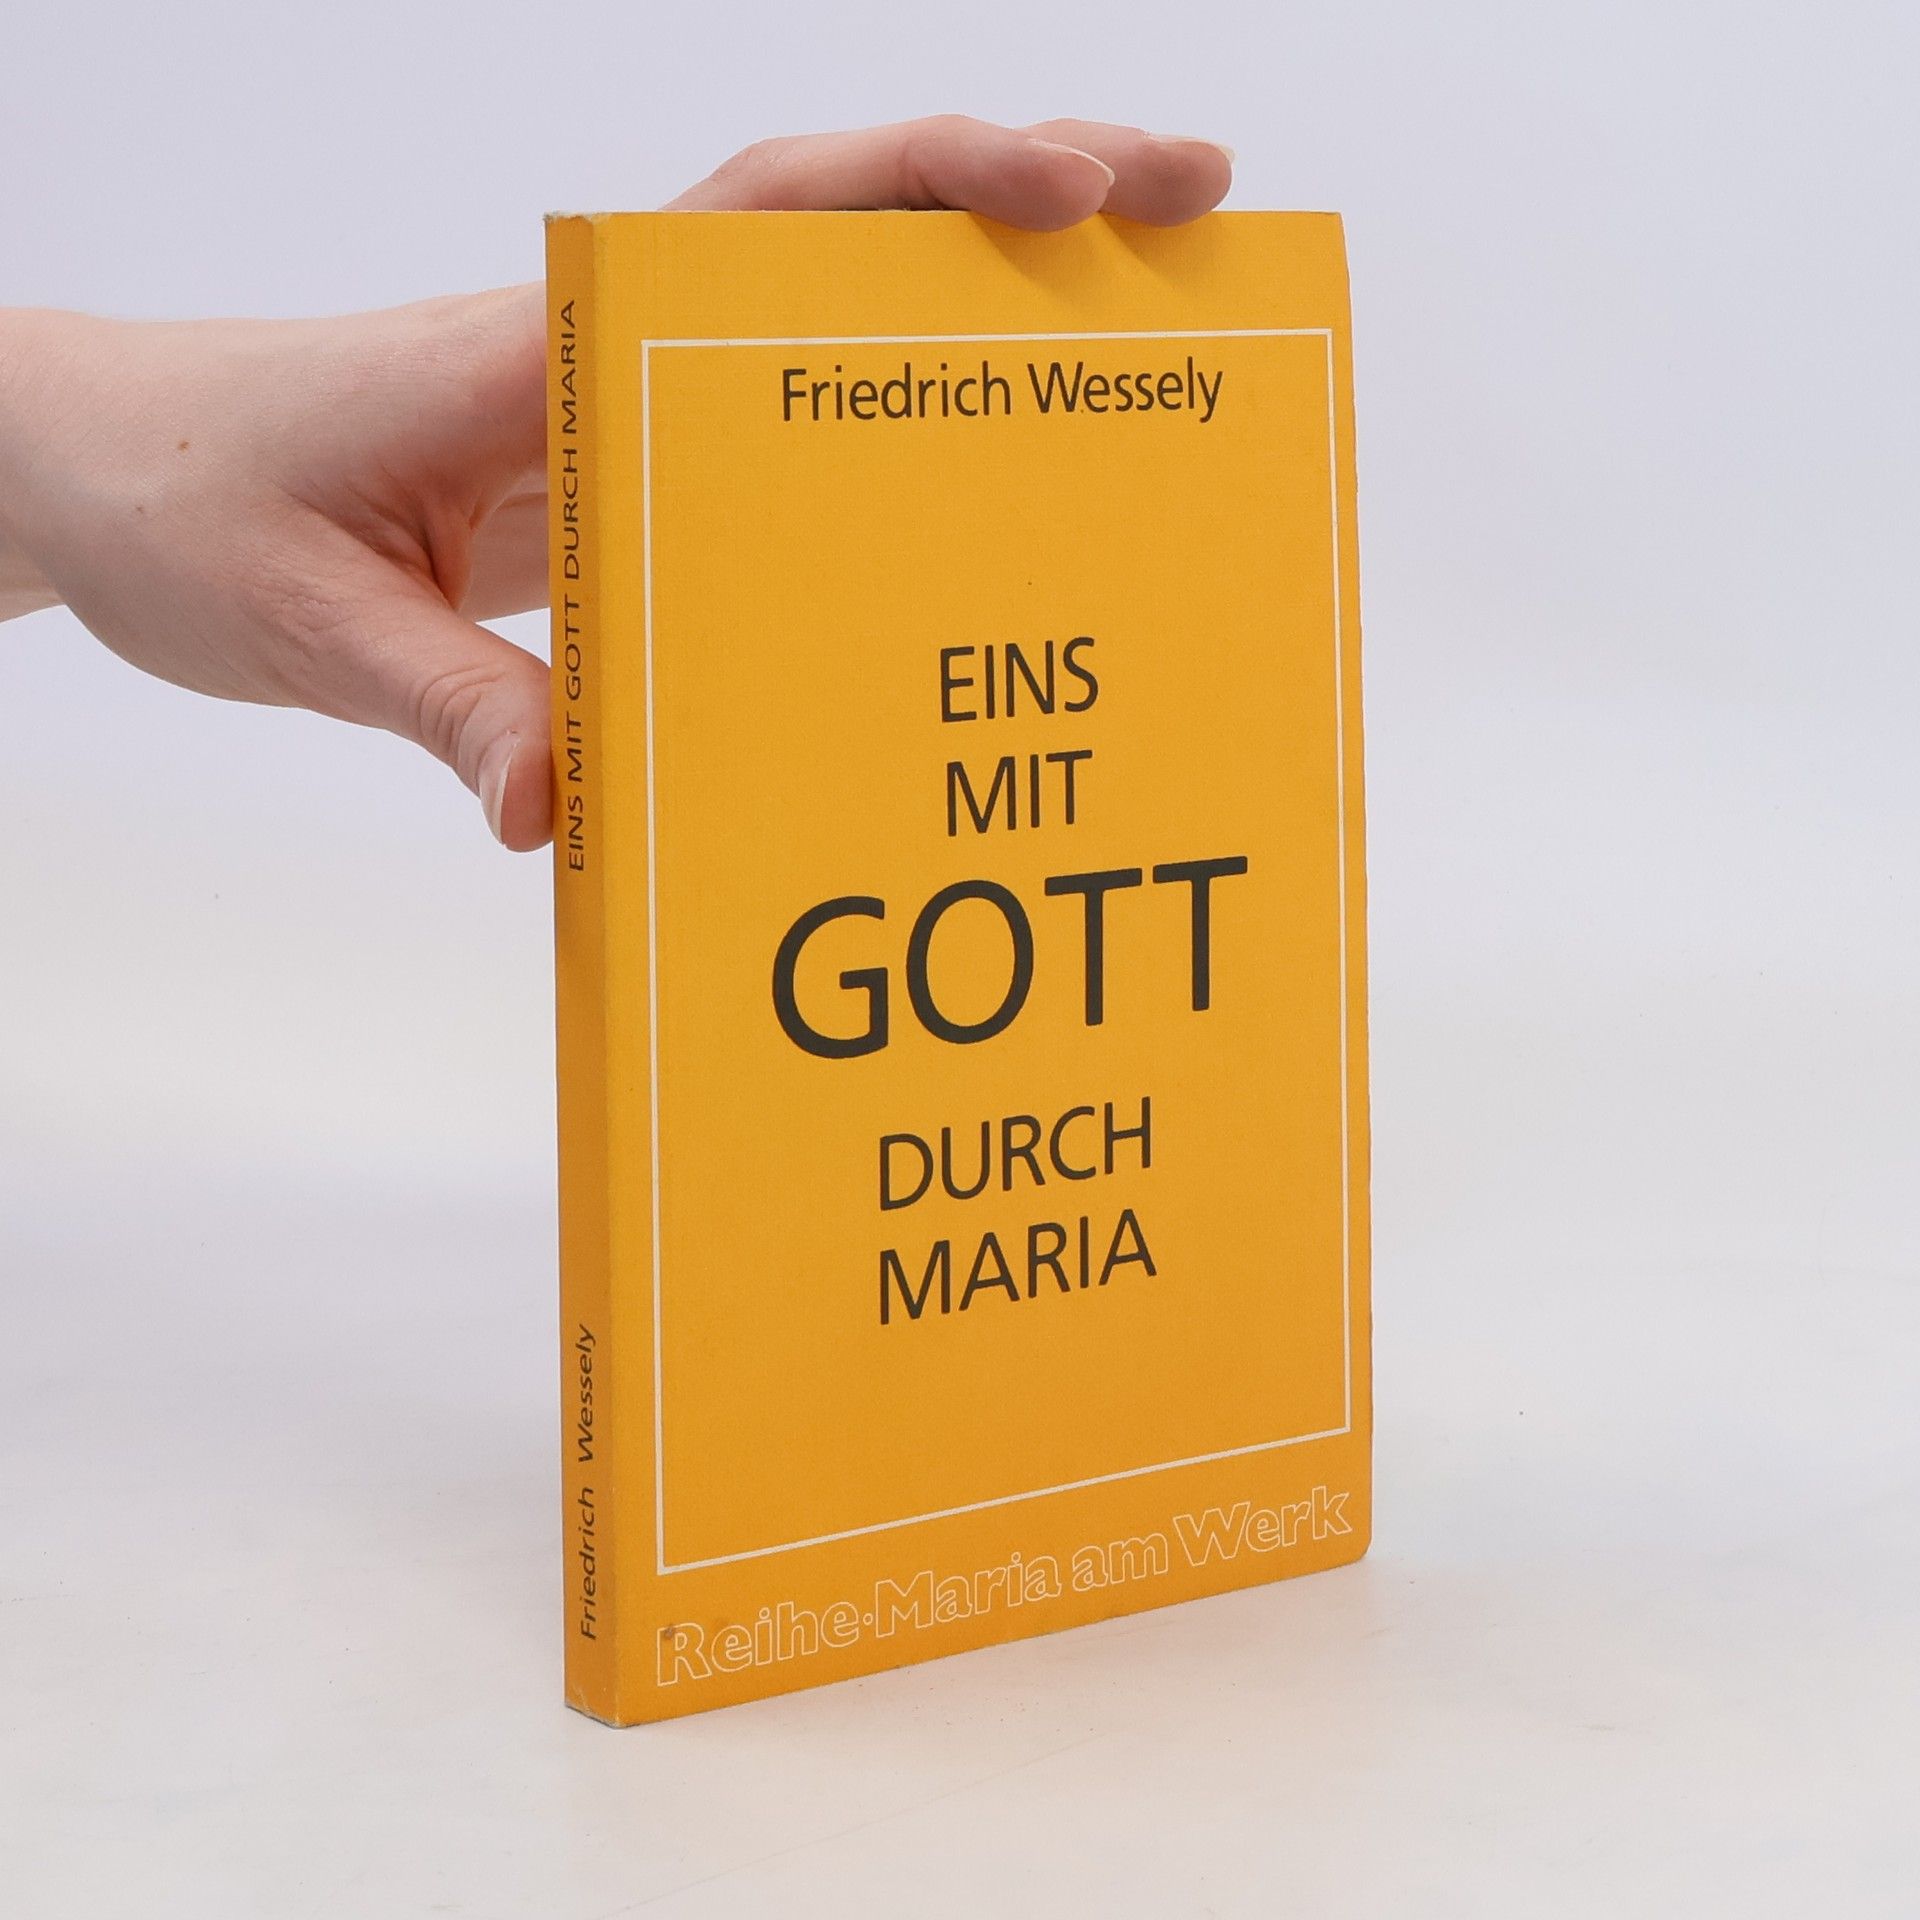 Friedrich Wessely
EINS
MIT
GOTT
DURCH
MARIA
Reihe·Maria am Werk
Friedrich Wessely
EINS MIT GOTT DURCH MARIA